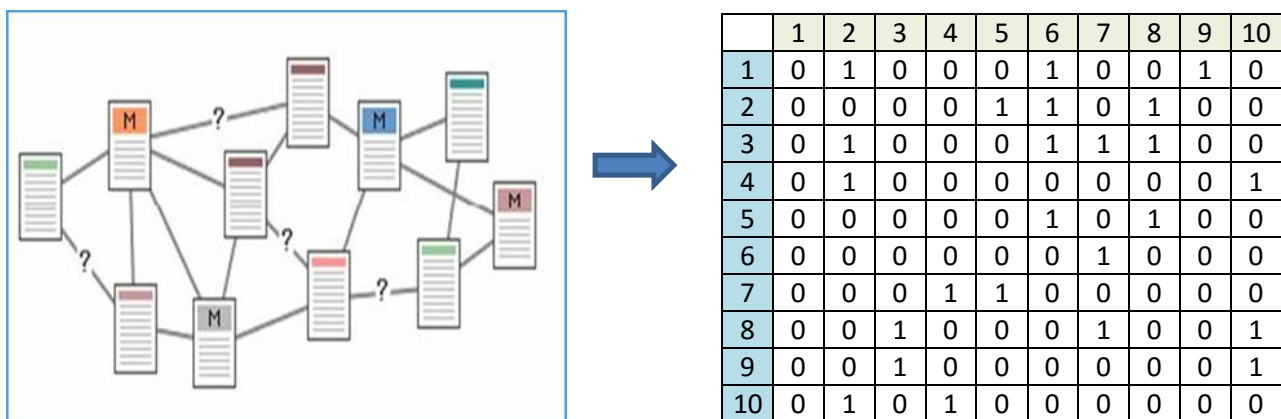 M
?
M
M
?
?
?
M
1 2 3 4 5 6 7 8 9 10
1 0 1 0 0 0 1 0 0 1 0
2 0 0 0 0 1 1 0 1 0 0
3 0 1 0 0 0 1 1 1 0 0
4 0 1 0 0 0 0 0 0 0 1
5 0 0 0 0 0 1 0 1 0 0
6 0 0 0 0 0 0 1 0 0 0
7 0 0 0 1 1 0 0 0 0 0
8 0 0 1 0 0 0 1 0 0 1
9 0 0 1 0 0 0 0 0 0 1
10 0 1 0 1 0 0 0 0 0 0